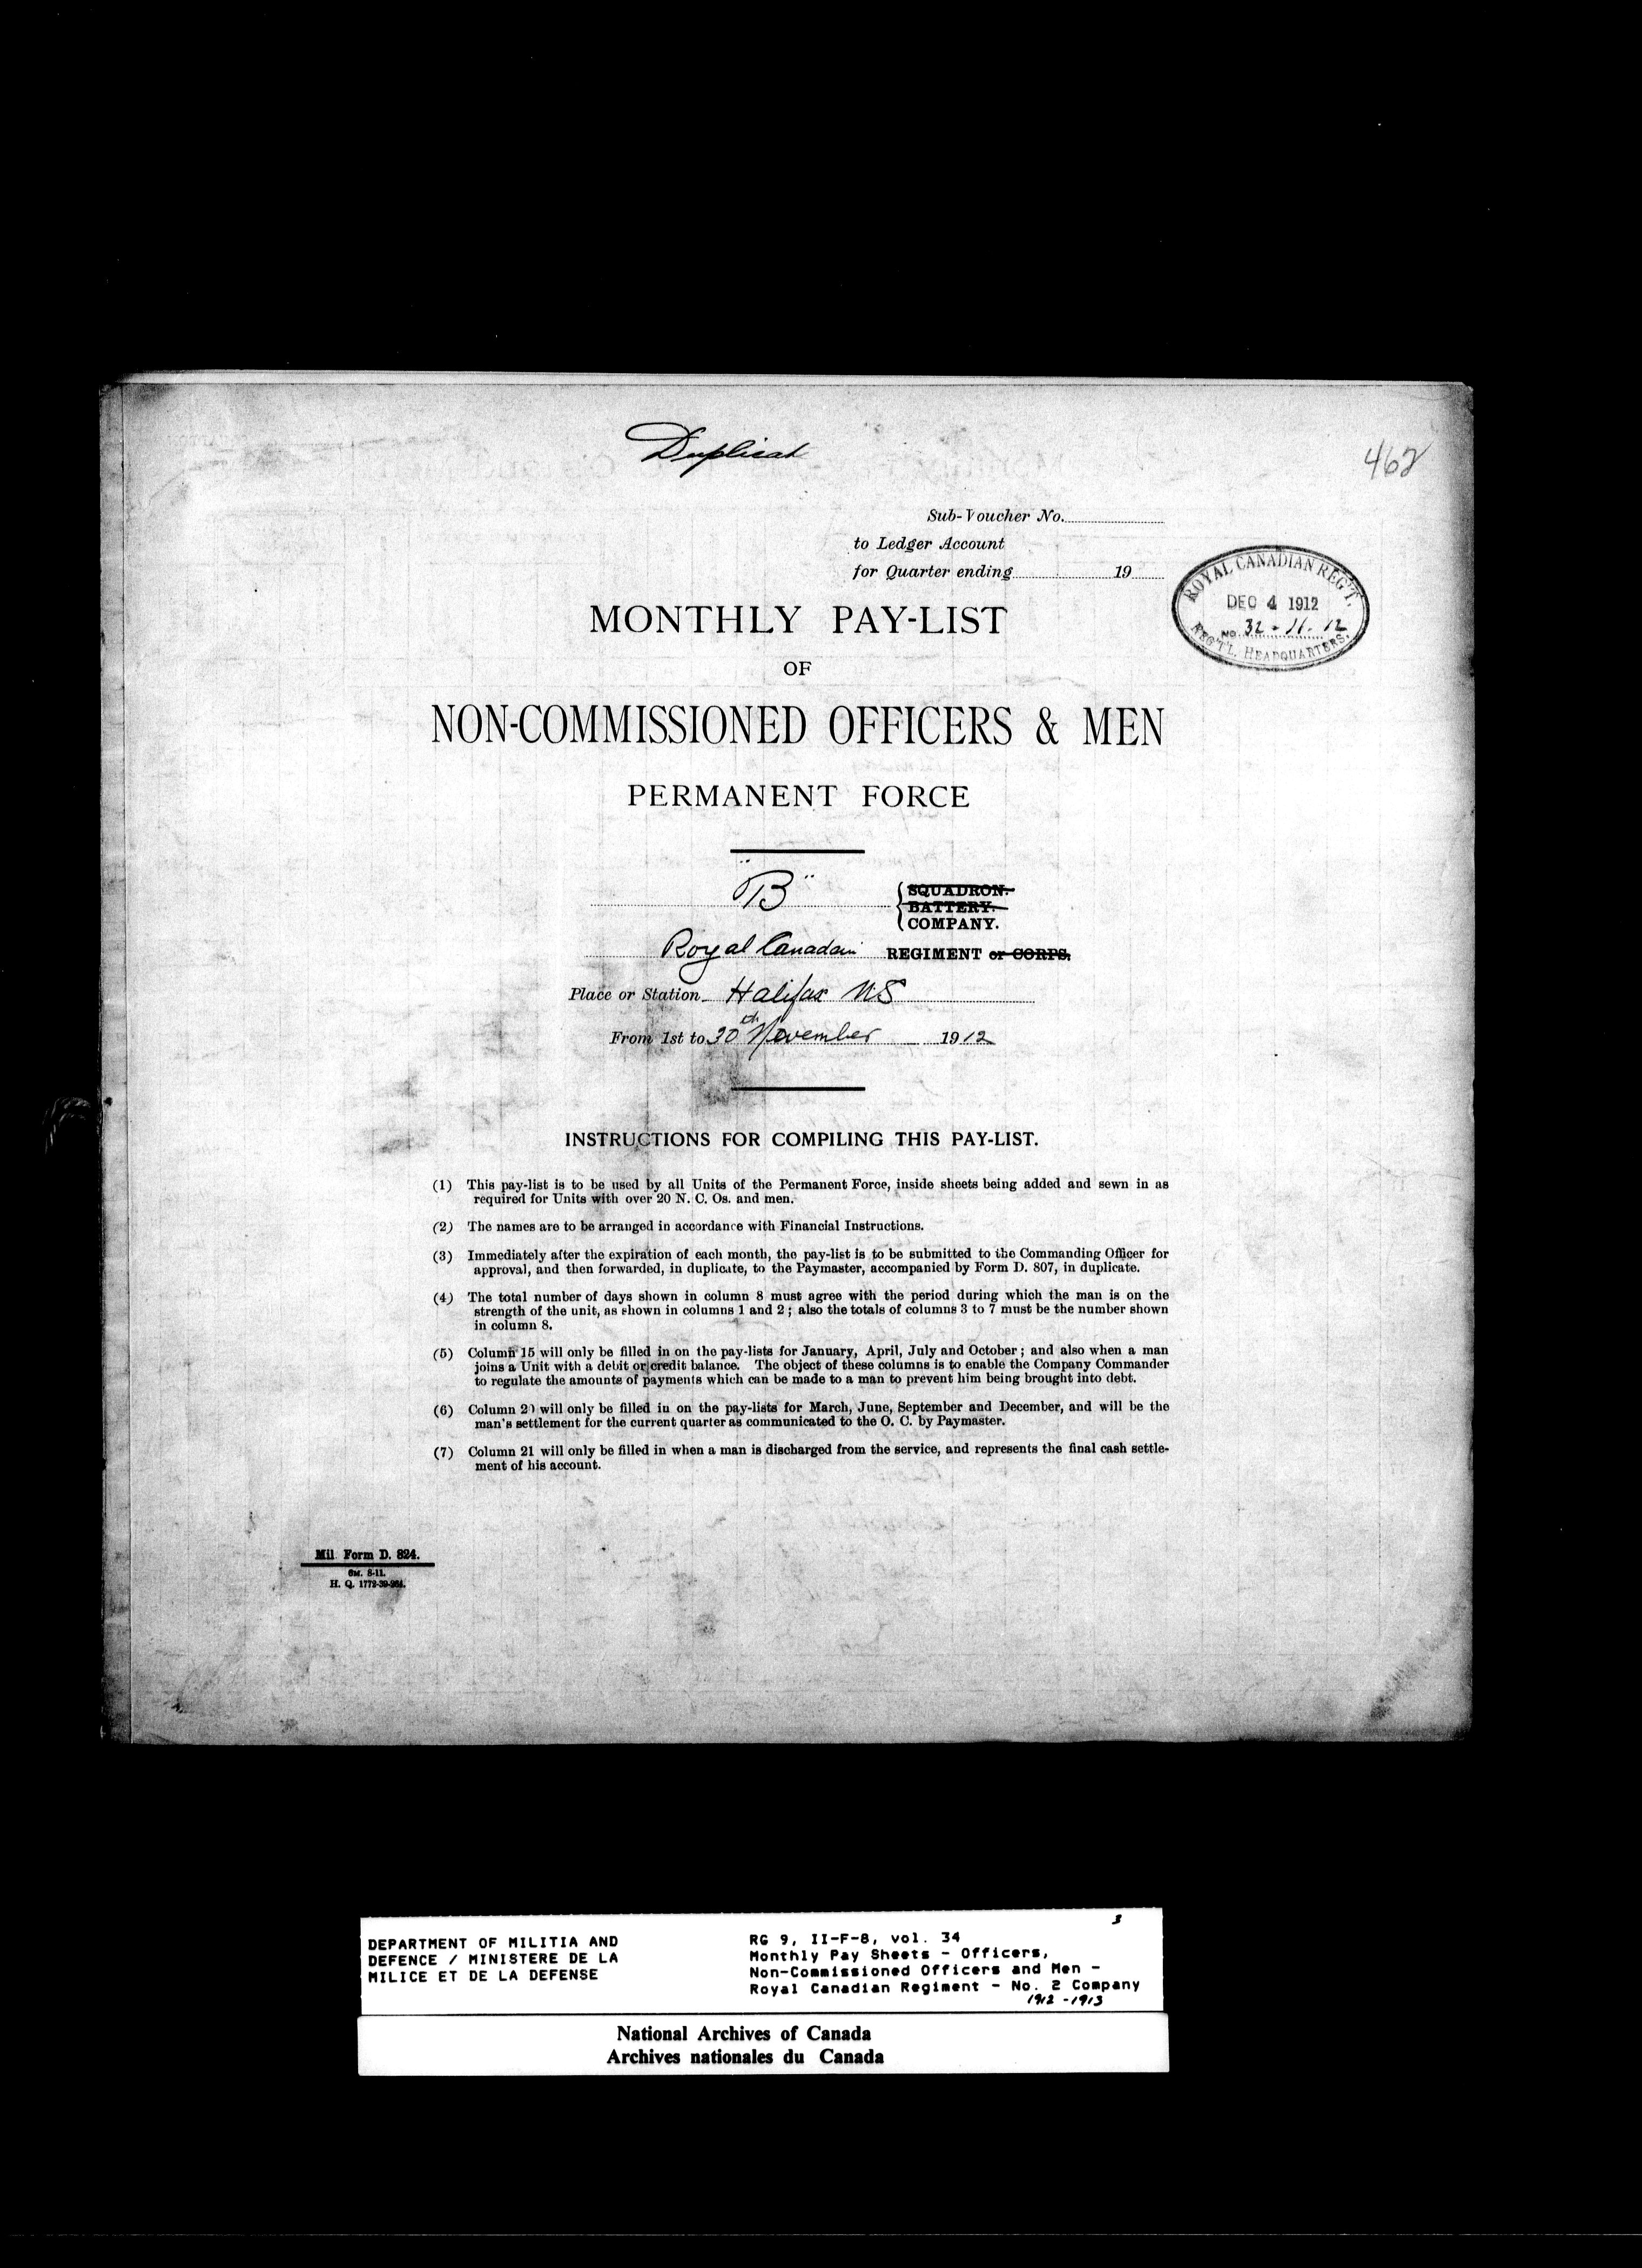 Duplicat
462
Sub-Voucher No.
to Ledger Account
for Quarter ending 19
ROYAL CANADIAN REG'T.
DEC 4 1912
No. 32-11-12
REG'T'L. HEADQUARTERS.
MONTHLY PAY-LIST
OF
NON-COMMISSIONED OFFICERS & MEN
PERMANENT FORCE
"B" SQUADRON.
BATTERY.
COMPANY.
Royal Canadain REGIMENT or CORPS.
Place or Station Halifax NS
From 1st to 30th November 1912
INSTRUCTIONS FOR COMPILING THIS PAY-LIST.
(1) This pay-list is to be used by all Units of the Permanent Force, inside sheets being added and sewn in as
required for Units with over 20 N. C. Os. and men.
(2) The names are to be arranged in accordance with Financial Instructions.
(3) Immediately after the expiration of each month, the pay-list is to be submitted to the Commanding Officer for
approval, and then forwarded, in duplicate, to the Paymaster, accompanied by Form D. 807, in duplicate.
(4) The total number of days shown in column 8 must agree with the period during which the man is on the
strength of the unit, as shown in columns 1 and 2 ; also the totals of columns 3 to 7 must be the number shown
in column 8.
(5) Column 15 will only be filled in on the pay-lists for January, April, July and October ; and also when a man
joins a Unit with a debit or credit balance. The object of these columns is to enable the Company Commander
to regulate the amounts of payments which can be made to a man to prevent him being brought into debt.
(6) Column 20 will only be filled in on the pay-lists for March, June, September and December, and will be the
man's settlement for the current quarter as communicated to the O. C. by Paymaster.
(7) Column 21 will only be filled in when a man is discharged from the service, and represents the final cash settle-
ment of his account.
Mil Form D. 824.
6M. 8-11.
H. Q. 1772-39-
3
DEPARTMENT OF MILITIA AND
DEFENCE / MINISTERE DE LA
MILICE ET DE LA DEFENSE
RG 9, II-F-8, vol. 34
Monthly Pay Sheets - Officers,
Non-Commissioned Officers and Men -
Royal Canadian Regiment - No. 2 Company
1912-1913
National Archives of Canada
Archives nationales du Canada